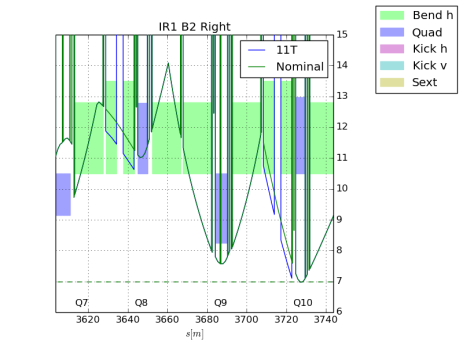 IR1 B2 Right
11T
Nominal
Bend h
Quad
Kick h
Kick v
Sext
15
14
13
12
11
10
9
8
7
6
Q7 Q8 Q9 Q10
3620 3640 3660 3680 3700 3720 3740
s[m]